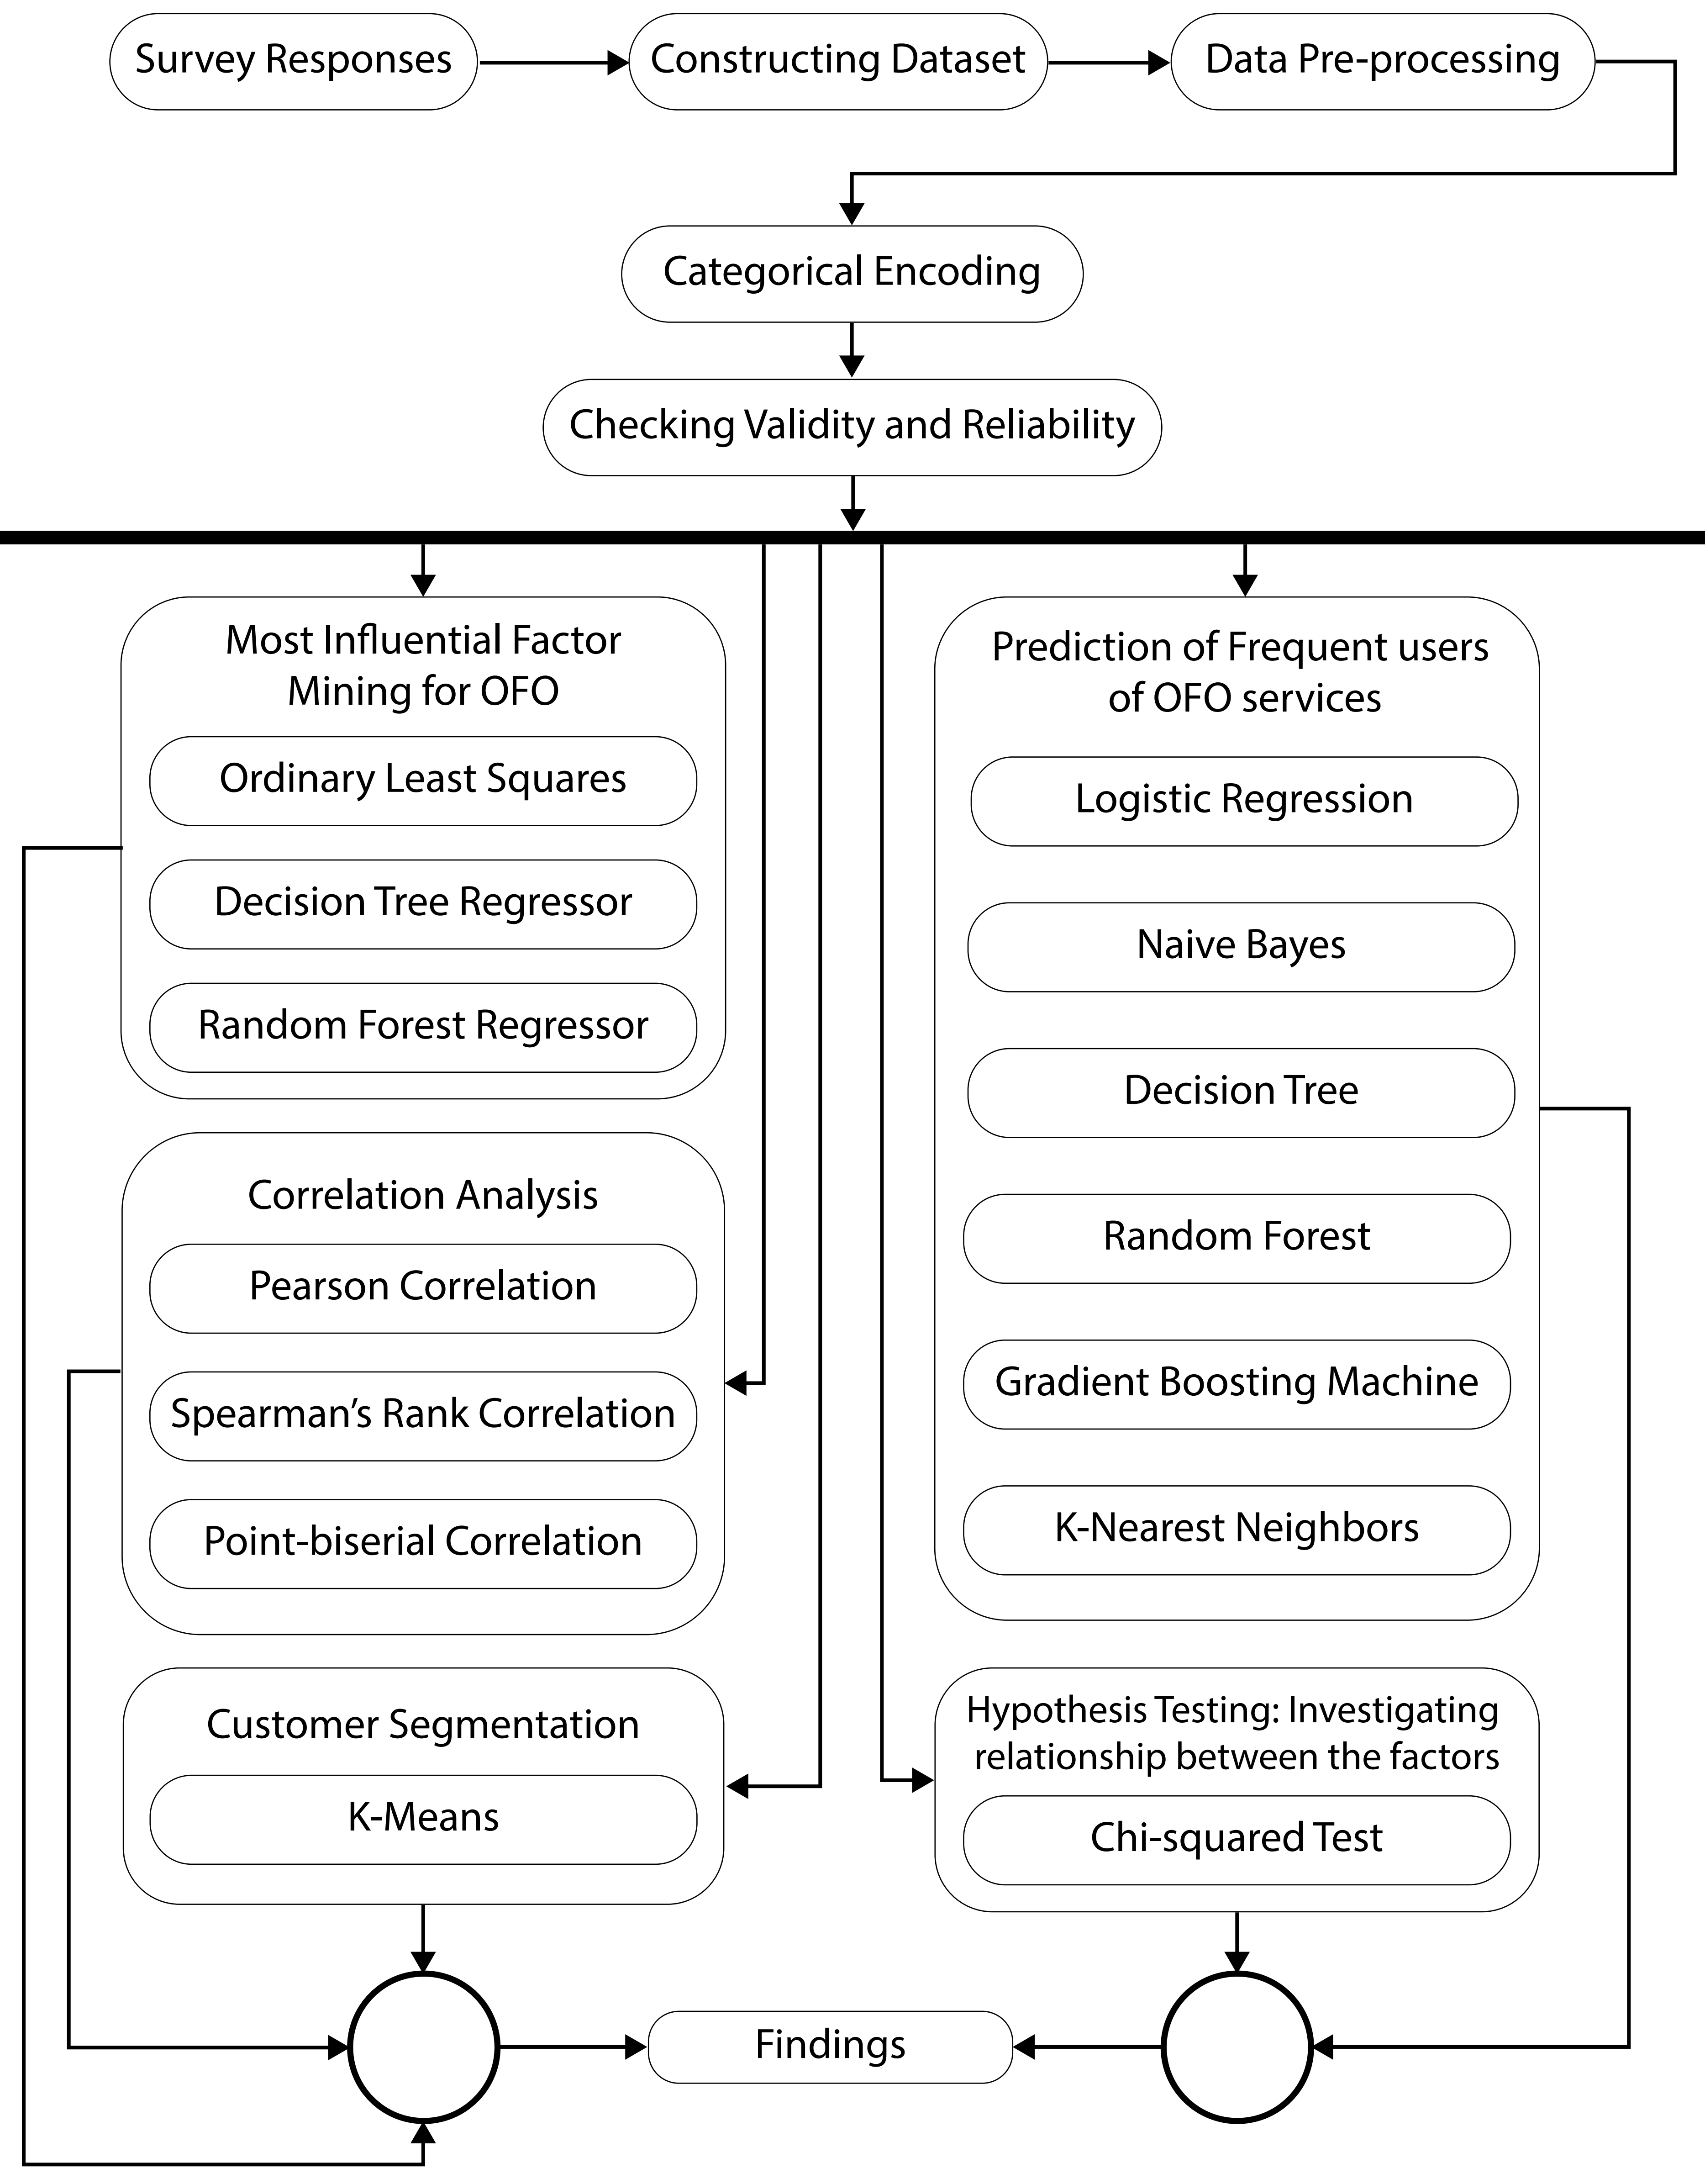 Survey Responses
Constructing Dataset
Data Pre-processing
Categorical Encoding
Checking Validity and Reliability
Most Influential Factor
Mining for OFO
Ordinary Least Squares
Decision Tree Regressor
Random Forest Regressor
Correlation Analysis
Pearson Correlation
Spearman’s Rank Correlation
Point-biserial Correlation
Customer Segmentation
K-Means
Prediction of Frequent users
of OFO services
Logistic Regression
Naive Bayes
Decision Tree
Random Forest
Gradient Boosting Machine
K-Nearest Neighbors
Hypothesis Testing: Investigating
relationship between the factors
Chi-squared Test
Findings